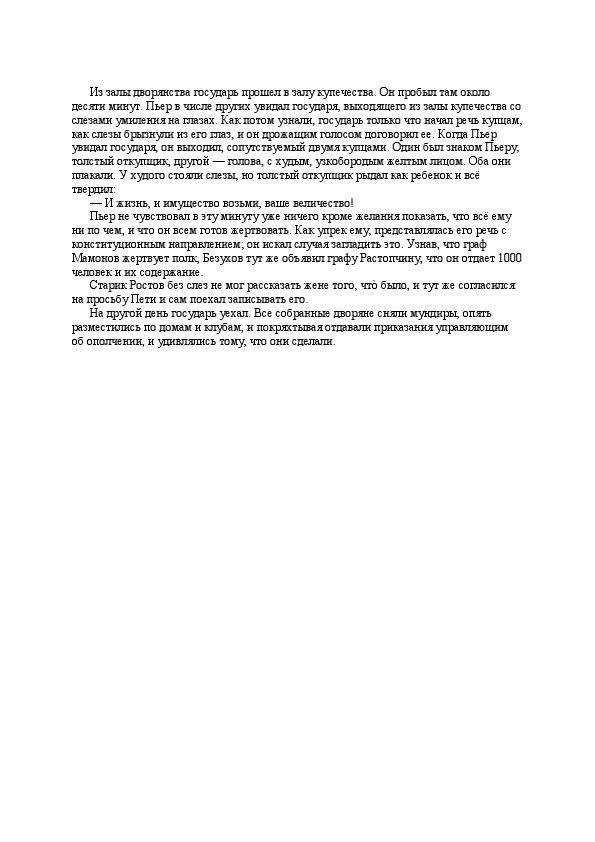 Из залы дворянства государь прошел в залу купечества. Он пробыл там около
десяти минут. Пьер в числе других увидал государя, выходящего из залы купечества со
слезами умиления на глазах. Как потом узнали, государь только что начал речь купцам,
как слезы брызнули из его глаз, и он дрожащим голосом договорил ее. Когда Пьер
увидал государя, он выходил, сопутствуемый двумя купцами. Один был знаком Пьеру,
толстый откупщик, другой — голова, с худым, узкобородым желтым лицом. Оба они
плакали. У худого стояли слезы, но толстый откупщик рыдал как ребенок и всё
твердил:
— И жизнь, и имущество возьми, ваше величество!
Пьер не чувствовал в эту минуту уже ничего кроме желания показать, что всё ему
ни по чем, и что он всем готов жертвовать. Как упрек ему, представлялась его речь с
конституционным направлением; он искал случая загладить это. Узнав, что граф
Мамонов жертвует полк, Безухов тут же объявил графу Растопчину, что он отдает 1000
человек и их содержание.
Старик Ростов без слез не мог рассказать жене того, что̀ было, и тут же согласился
на просьбу Пети и сам поехал записывать его.
На другой день государь уехал. Все собранные дворяне сняли мундиры, опять
разместились по домам и клубам, и покряхтывая отдавали приказания управляющим
об ополчении, и удивлялись тому, что они сделали.